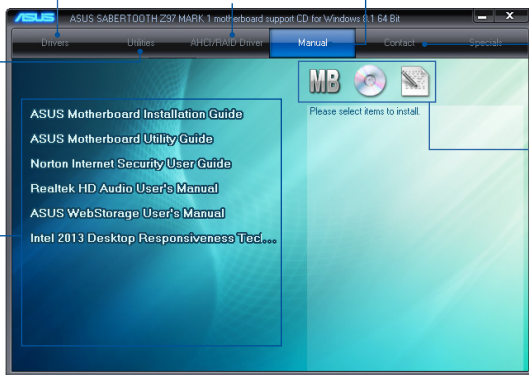 ASUS ASUS SABERTOOTH Z97 MARK 1 motherboard support CD for Windows 8.1 64 Bit
Drivers Utilities AHCI/RAID Driver Manual Contact Specials
MB
Please select items to install.
ASUS Motherboard Installation Guide
ASUS Motherboard Utility Guide
Norton Internet Security User Guide
Realtek HD Audio User's Manual
ASUS WebStorage User's Manual
Intel 2013 Desktop Responsiveness Tecl...